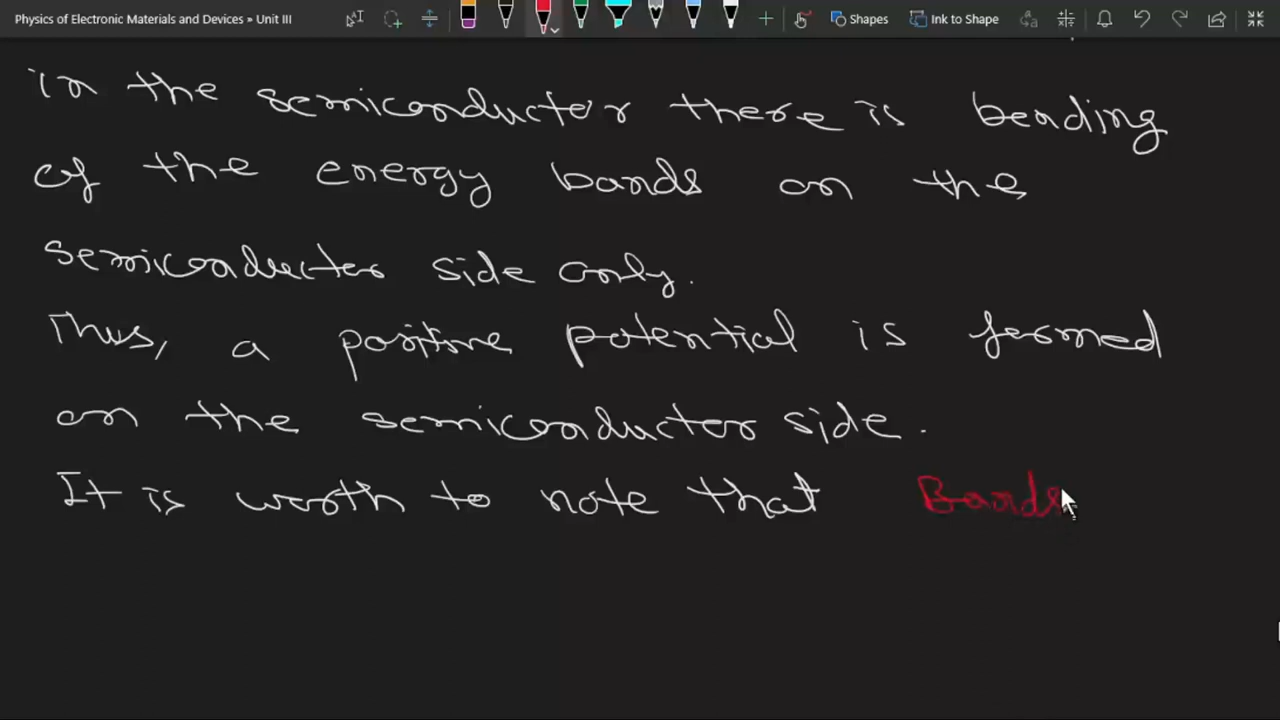 Physics of Electronic Materials and Devices » Unit III
Shapes
Ink to Shape
In the semiconductor there is bending
of the energy bands on the
semiconductor side only.
Thus, a positive potential is formed
on the semiconductor side.
It is worth to note that Bands